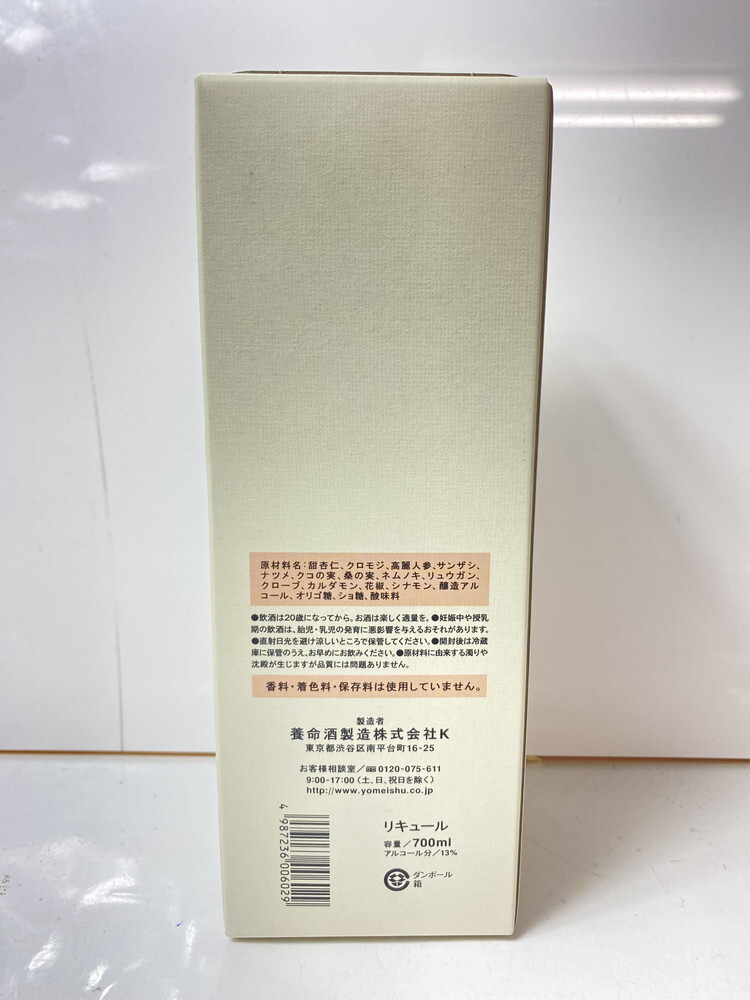 原材料名:甜杏仁、クロモジ、高麗人参、サンザシ、
ナツメ、クコの実、桑の実、ネムノキ、リュウガン、
クローブ、カルダモン、花椒、シナモン、醸造アル
コール、オリゴ糖、ショ糖、酸味料
●飲酒は20歳になってから。お酒は楽しく適量を。●妊娠中や授乳
期の飲酒は、胎児・乳児の発育に悪影響を与えるおそれがあります。
●直射日光を避け涼しいところで保管してください。●開封後は冷蔵
庫に保管のうえ、お早めにお飲みください。●原材料に由来する濁りや
沈殿が生じますが品質には問題ありません。
香料・着色料・保存料は使用していません。
製造者
養命酒製造株式会社K
東京都渋谷区南平台町16-25
お客様相談室/0120-075-611
9:00-17:00(土、日、祝日を除く)
http://www.yomeishu.co.jp
4 987236 006029
リキュール
容量/700ml
アルコール分/13%
ダンボール
箱